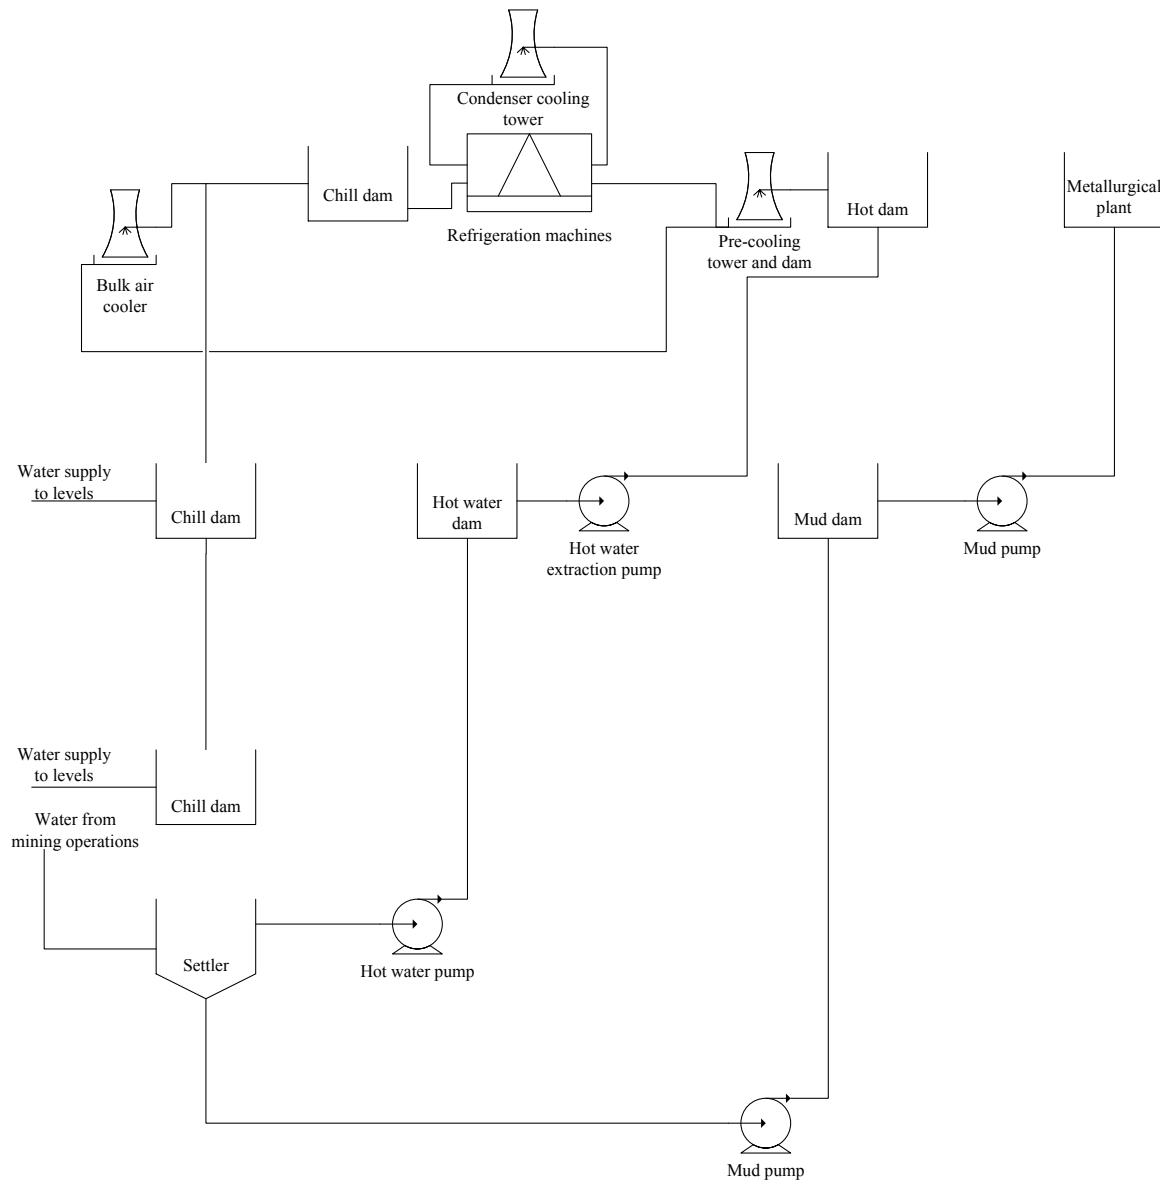 Condenser cooling
tower
Chill dam
Refrigeration machines
Hot dam
Metallurgical
plant
Pre-cooling
tower and dam
Bulk air
cooler
Water supply
to levels
Chill dam
Hot water
dam
Hot water
extraction pump
Mud dam
Mud pump
Water supply
to levels
Chill dam
Water from
mining operations
Settler
Hot water pump
Mud pump